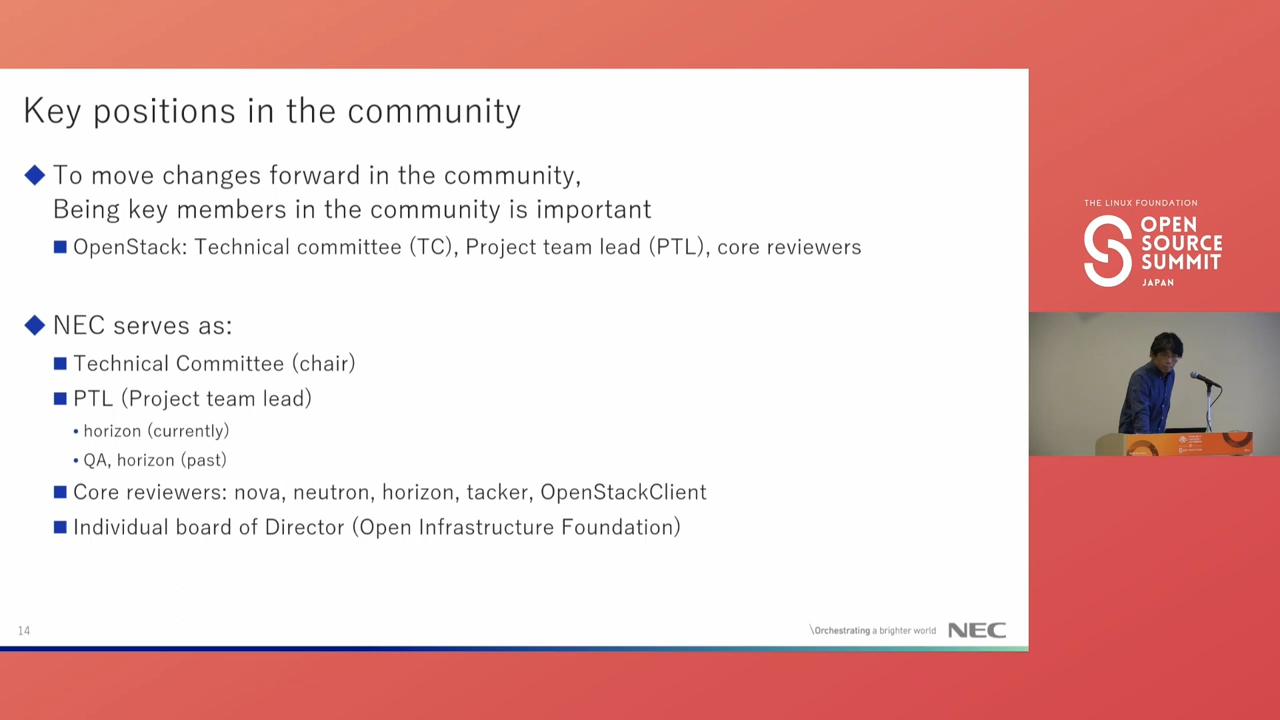 Key positions in the community
To move changes forward in the community,
Being key members in the community is important
OpenStack: Technical committee (TC), Project team lead (PTL), core reviewers
NEC serves as:
Technical Committee (chair)
PTL (Project team lead)
horizon (currently)
QA, horizon (past)
Core reviewers: nova, neutron, horizon, tacker, OpenStackClient
Individual board of Director (Open Infrastructure Foundation)
14
\Orchestrating a brighter world
NEC
THE LINUX FOUNDATION
OPEN
SOURCE
SUMMIT
JAPAN